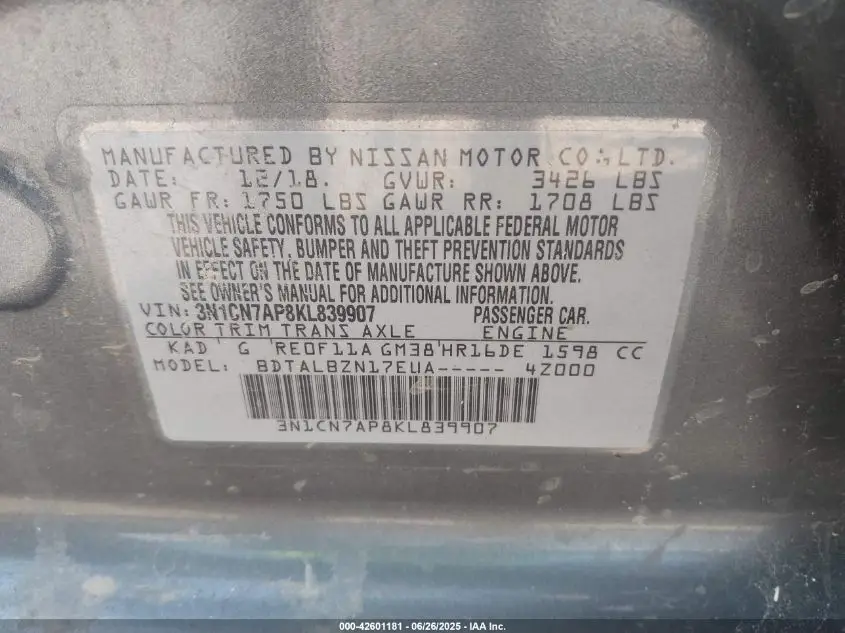 MANUFACTURED BY NISSAN MOTOR CO.,LTD.
DATE: 12/18. GVWR: 3426 LBS
GAWR FR: 1750 LBS GAWR RR: 1708 LBS
THIS VEHICLE CONFORMS TO ALL APPLICABLE FEDERAL MOTOR
VEHICLE SAFETY, BUMPER AND THEFT PREVENTION STANDARDS
IN EFFECT ON THE DATE OF MANUFACTURE SHOWN ABOVE.
SEE OWNER'S MANUAL FOR ADDITIONAL INFORMATION.
VIN: 3N1CN7AP8KL839907 PASSENGER CAR.
COLOR TRIM TRANS AXLE ENGINE
KAD G RE0F11A GM38 HR16DE 1598 CC
MODEL: BDTALBZN17EUA----- 4Z000
3N1CN7AP8KL839907
000-42601181 - 06/26/2025 - IAA Inc.